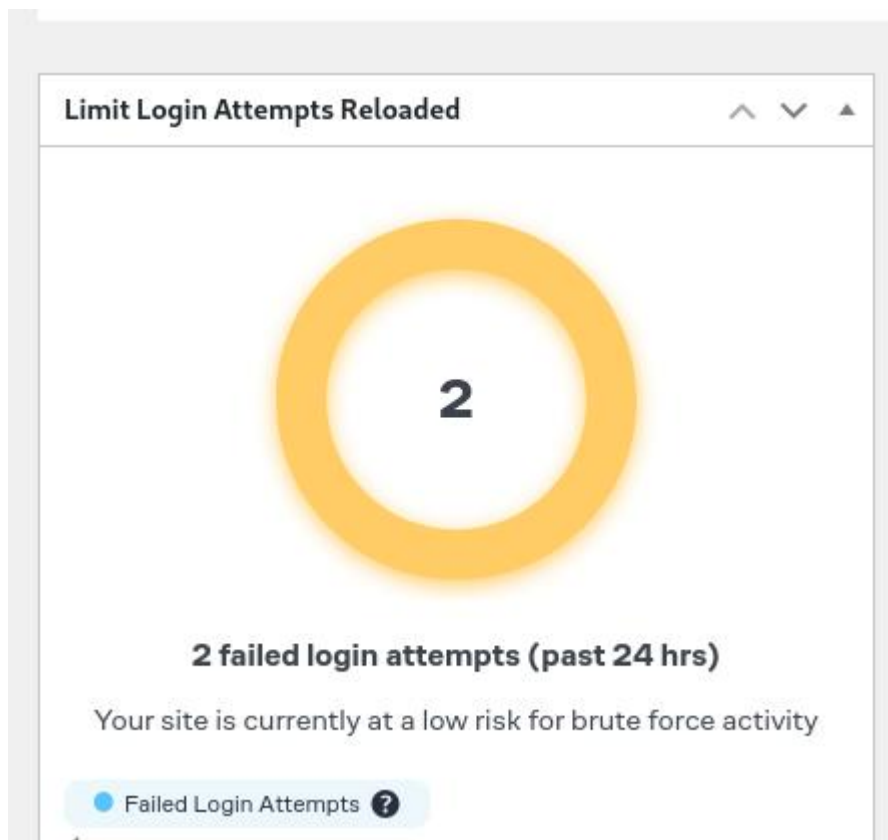 Limit Login Attempts Reloaded
2
2 failed login attempts (past 24 hrs)
Your site is currently at a low risk for brute force activity
Failed Login Attempts ?